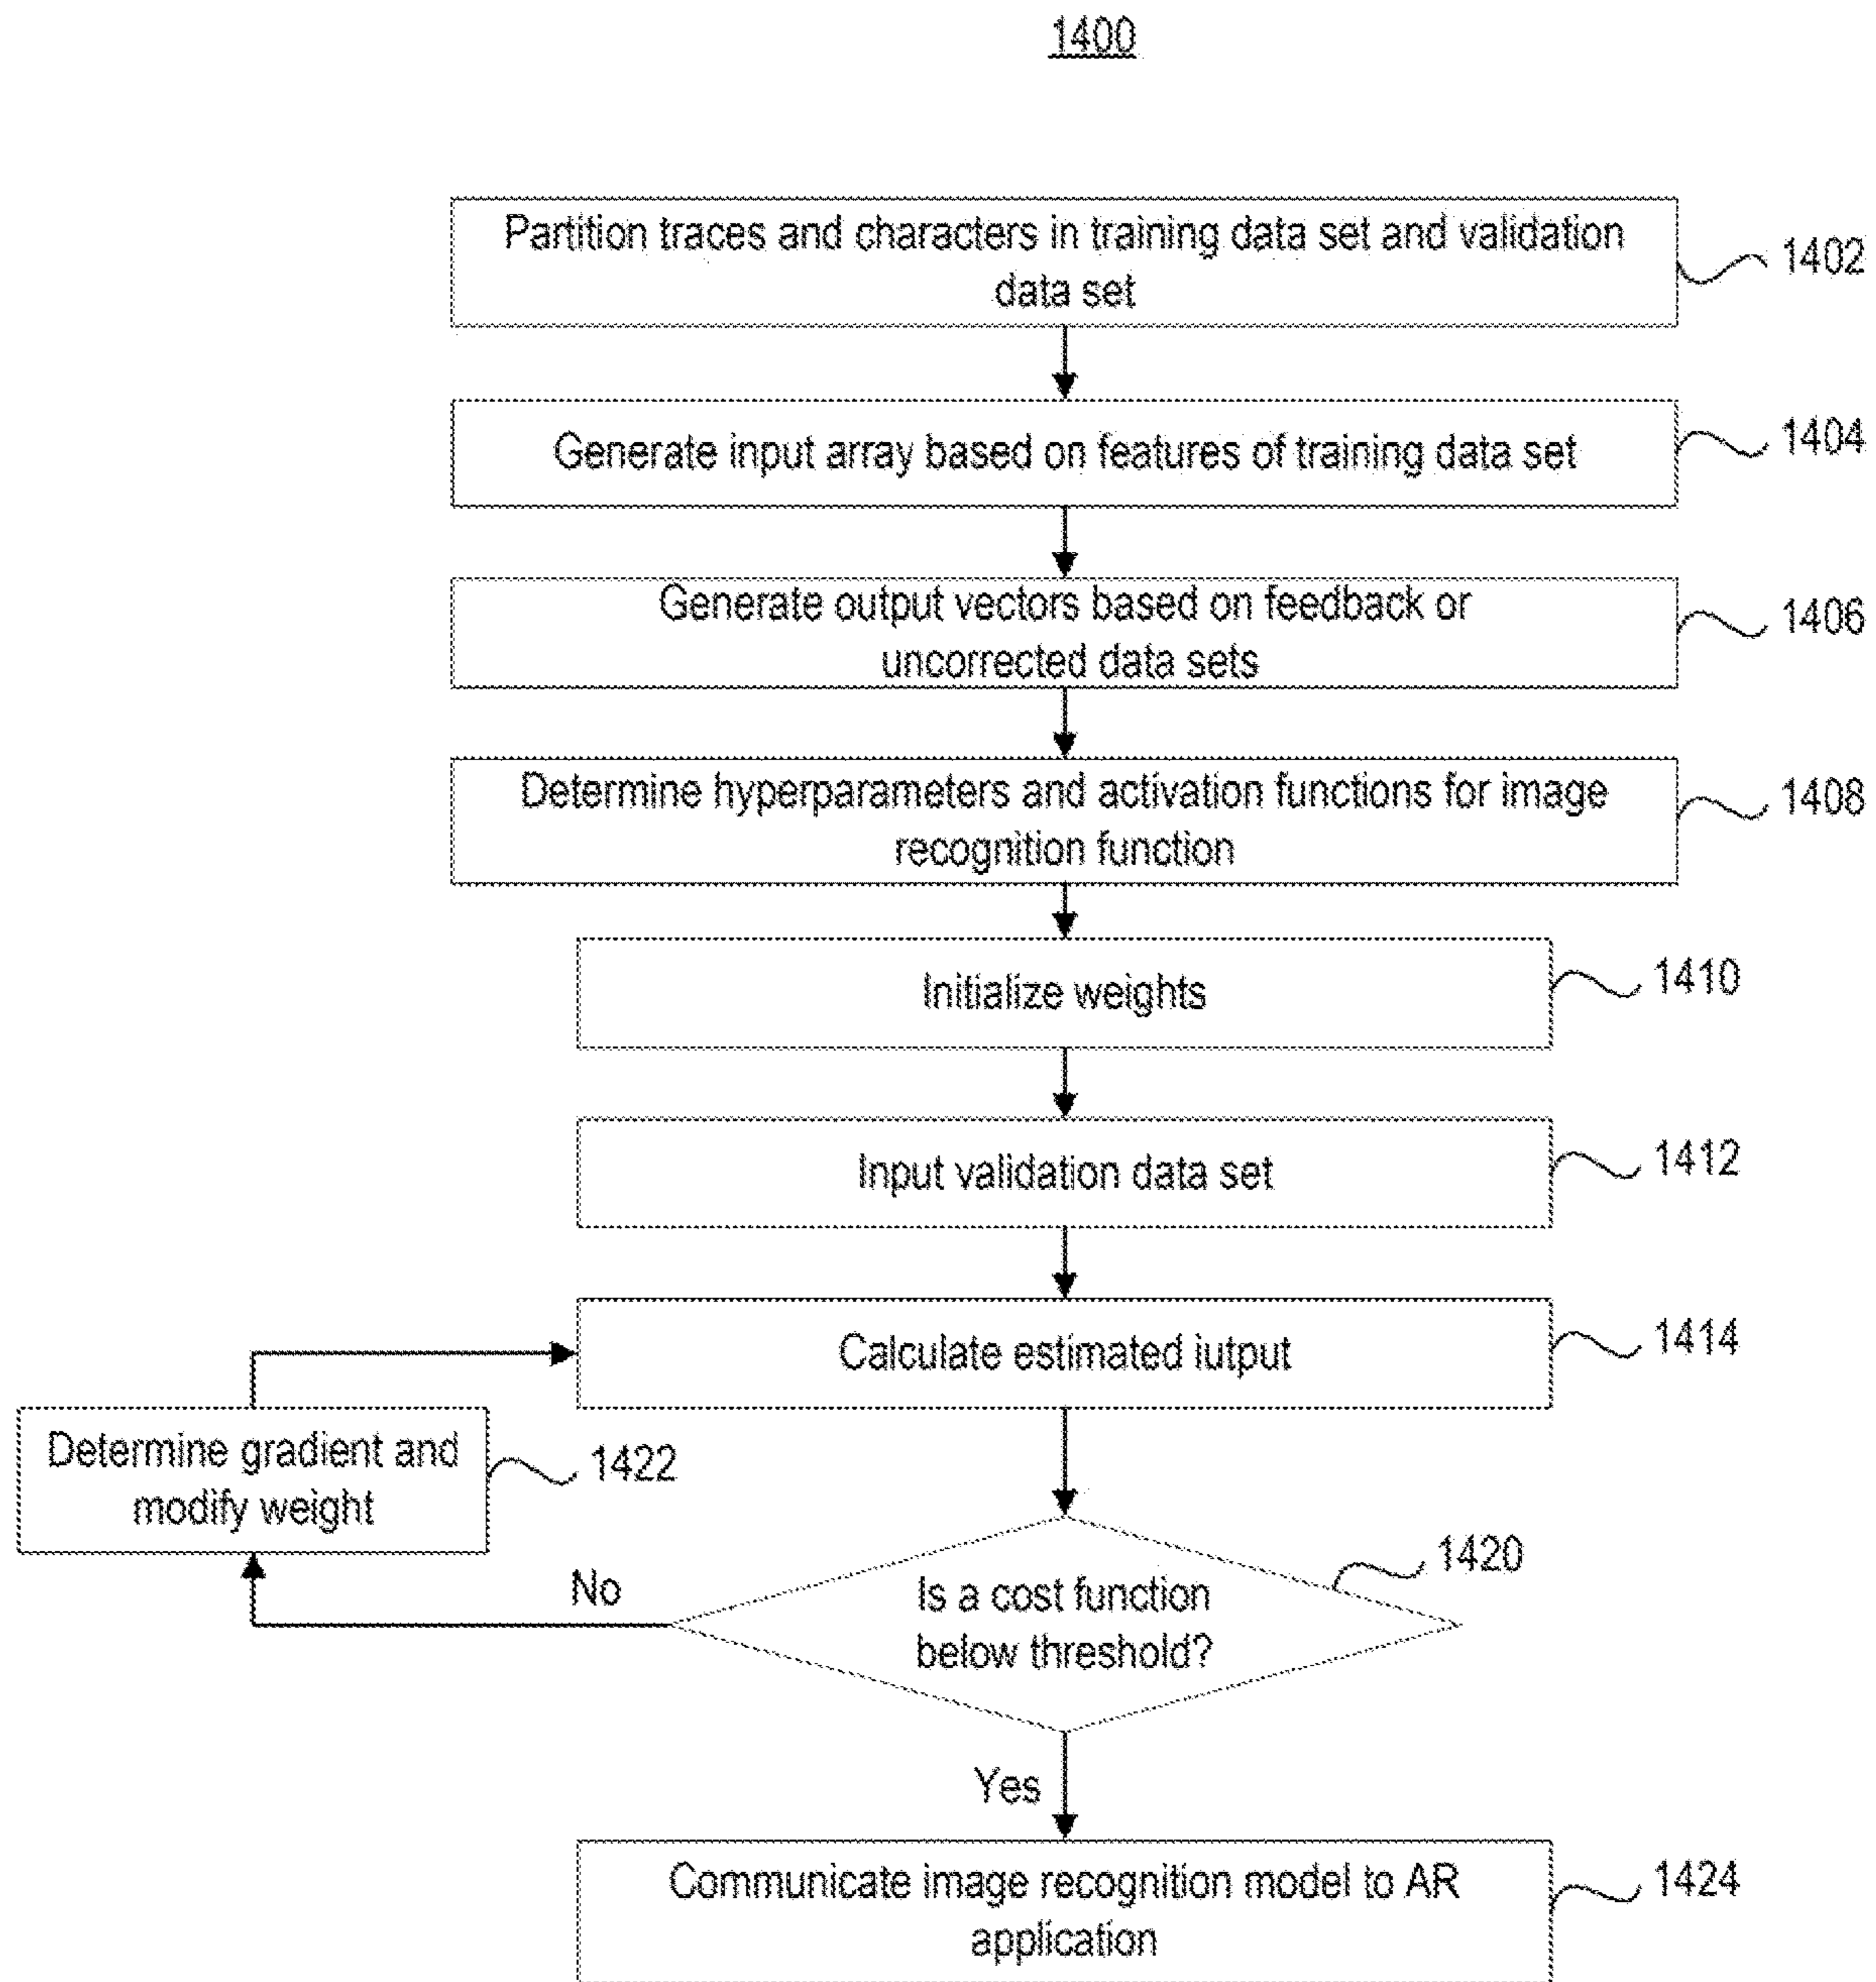 1400
Partition traces and characters in training data set and validation
data set
1402
Generate input array based on features of training data set
1404
Generate output vectors based on feedback or
uncorrected data sets
1406
Determine hyperparameters and activation functions for image
recognition function
1408
Initialize weights
1410
Input validation data set
1412
Calculate estimated iutput
1414
Determine gradient and
modify weight
1422
No
Is a cost function
below threshold?
1420
Yes
Communicate image recognition model to AR
application
1424